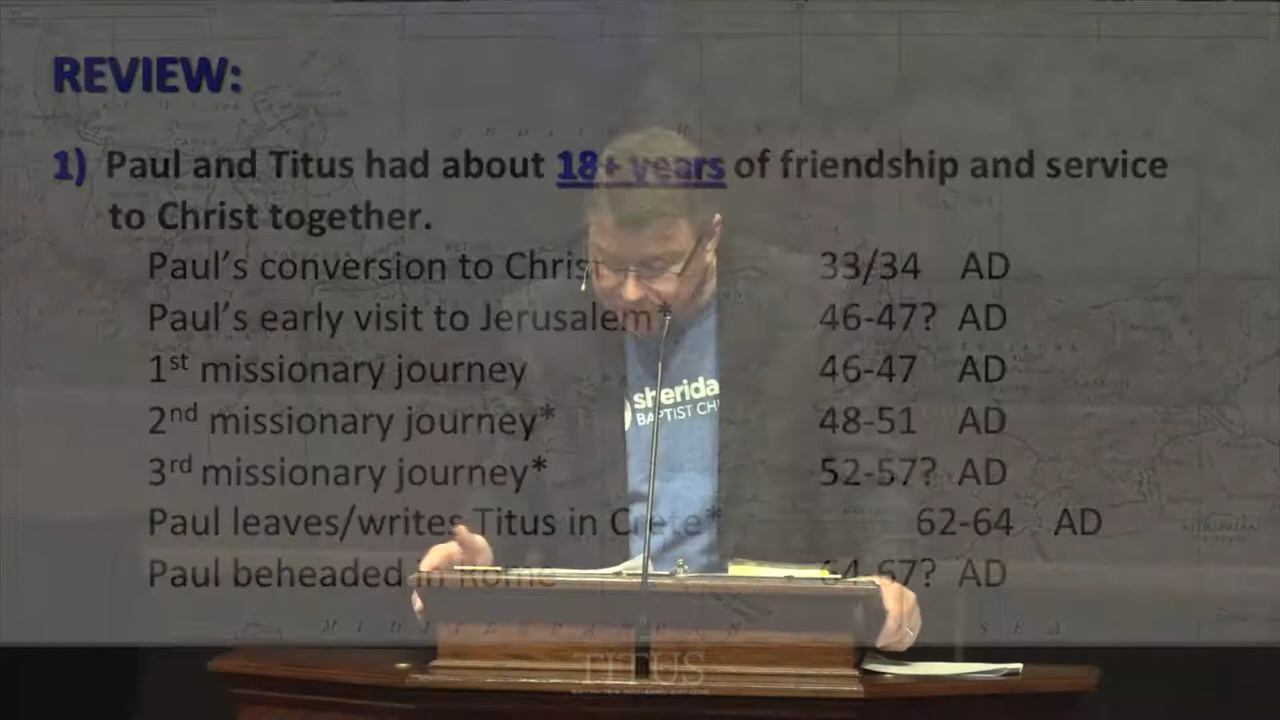 REVIEW:
1) Paul and Titus had about 18+ years of friendship and service
to Christ together.
Paul's conversion to Christ 33/34 AD
Paul's early visit to Jerusalem* 46-47? AD
1st missionary journey 46-47 AD
2nd missionary journey* 48-51 AD
3rd missionary journey* 52-57? AD
Paul leaves/writes Titus in Crete* 62-64 AD
Paul beheaded in Rome 64-67? AD
sherida
BAPTIST CH
TITUS